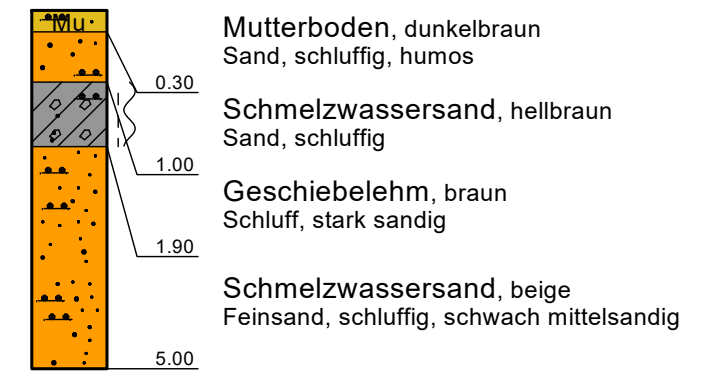 Mu
Mutterboden, dunkelbraun
Sand, schluffig, humos
0.30
Schmelzwassersand, hellbraun
Sand, schluffig
1.00
Geschiebelehm, braun
Schluff, stark sandig
1.90
Schmelzwassersand, beige
Feinsand, schluffig, schwach mittelsandig
5.00